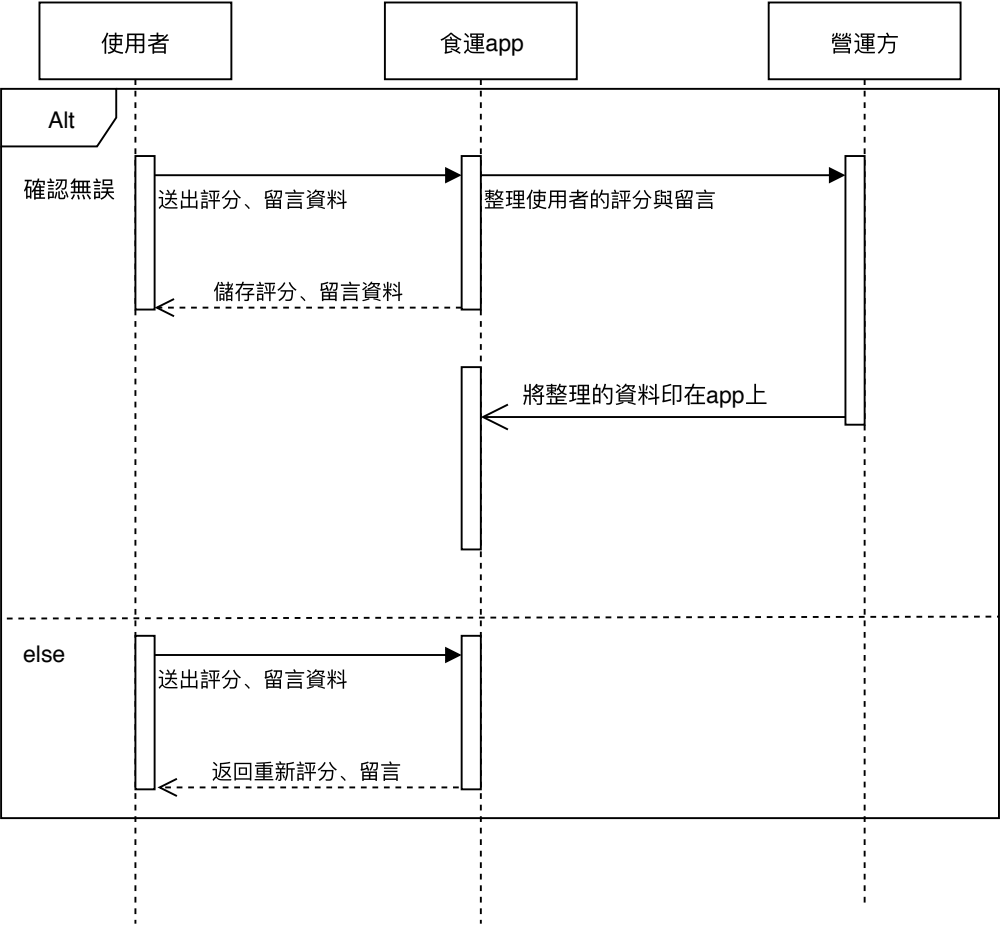 使用者
食運app
營運方
Alt
確認無誤
送出評分、留言資料
整理使用者的評分與留言
儲存評分、留言資料
將整理的資料印在app上
else
送出評分、留言資料
返回重新評分、留言